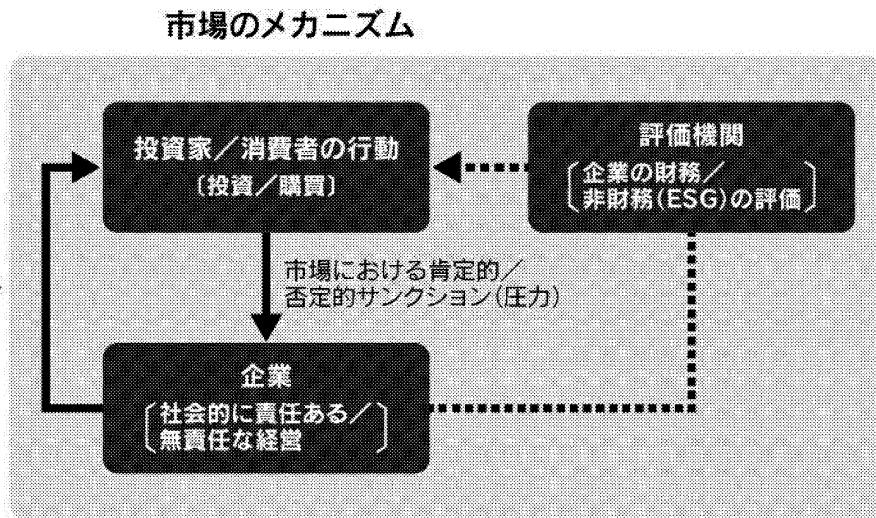 市場のメカニズム
投資家／消費者の行動
〔投資／購買〕
評価機関
企業の財務／
非財務(ESG)の評価
市場における肯定的／
否定的サンクション(圧力)
企業
社会的に責任ある／
無責任な経営